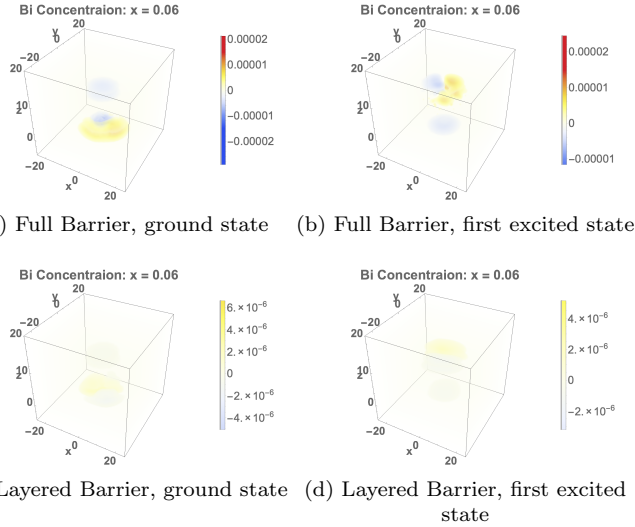 Bi Concentraion: x = 0.06
y
0
20
−20
20
10
0
−20
x
0
20
0.00002
0.00001
0
−0.00001
−0.00002
Bi Concentraion: x = 0.06
y
0
20
−20
20
10
z
0
−20
x
0
20
0.00002
0.00001
0
−0.00001
) Full Barrier, ground state
(b) Full Barrier, first excited state
Bi Concentraion: x = 0.06
y
0
20
−20
20
10
z
0
−20
x
0
20
6.×10⁻⁶
4.×10⁻⁶
2.×10⁻⁶
0
−2.×10⁻⁶
−4.×10⁻⁶
Bi Concentraion: x = 0.06
y
0
20
−20
20
10
z
0
−20
x
0
20
4.×10⁻⁶
2.×10⁻⁶
0
−2.×10⁻⁶
Layered Barrier, ground state
(d) Layered Barrier, first excited
state